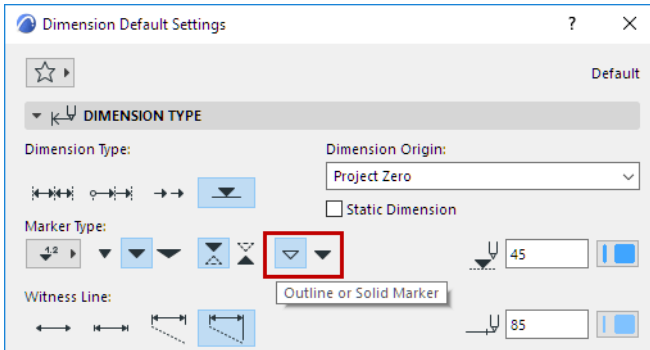 Dimension Default Settings
?
Default
DIMENSION TYPE
Dimension Type:
Dimension Origin:
Project Zero
Static Dimension
Marker Type:
1.2
45
Outline or Solid Marker
Witness Line:
85